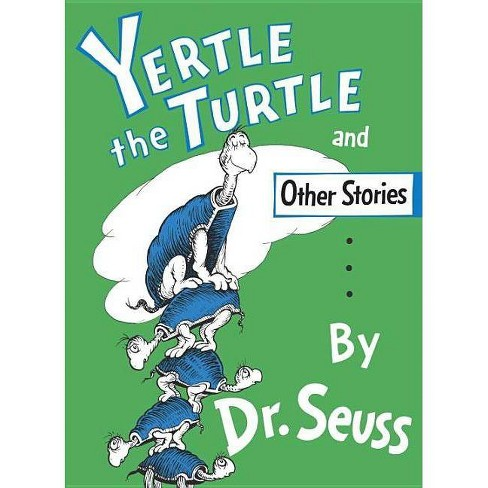 YERTLE
the TURTLE
and
Other Stories
By
Dr. Seuss